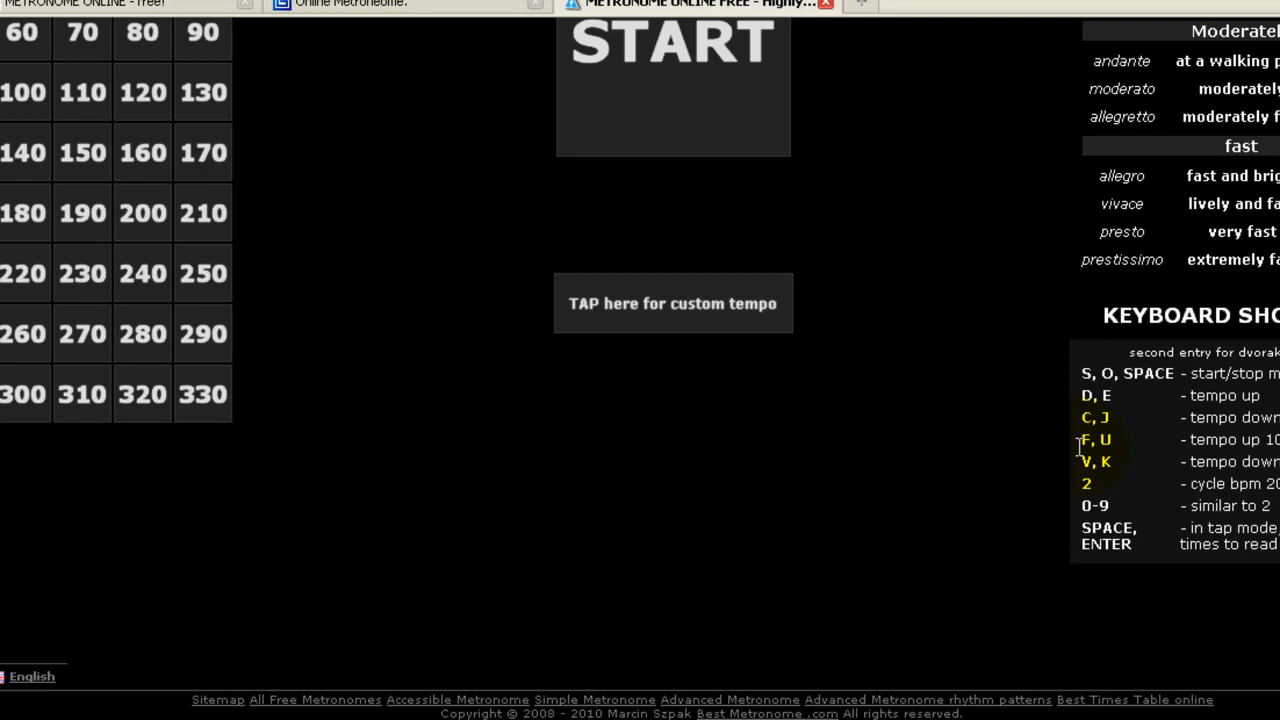 METRONOME ONLINE - free!
Online Metroneome.
METRONOME ONLINE FREE - Highly...
60 70 80 90
100 110 120 130
140 150 160 170
180 190 200 210
220 230 240 250
260 270 280 290
300 310 320 330
START
TAP here for custom tempo
Moderatel
andante at a walking p
moderato moderately
allegretto moderately f
fast
allegro fast and brig
vivace lively and fa
presto very fast
prestissimo extremely fa
KEYBOARD SHO
second entry for dvorak
S, O, SPACE - start/stop m
D, E - tempo up
C, J - tempo down
F, U - tempo up 10
V, K - tempo down
2 - cycle bpm 20
0-9 - similar to 2
SPACE, - in tap mode,
ENTER times to read
English
Sitemap All Free Metronomes Accessible Metronome Simple Metronome Advanced Metronome Advanced Metronome rhythm patterns Best Times Table online
Copyright © 2008 - 2010 Marcin Szpak Best Metronome .com All rights reserved.